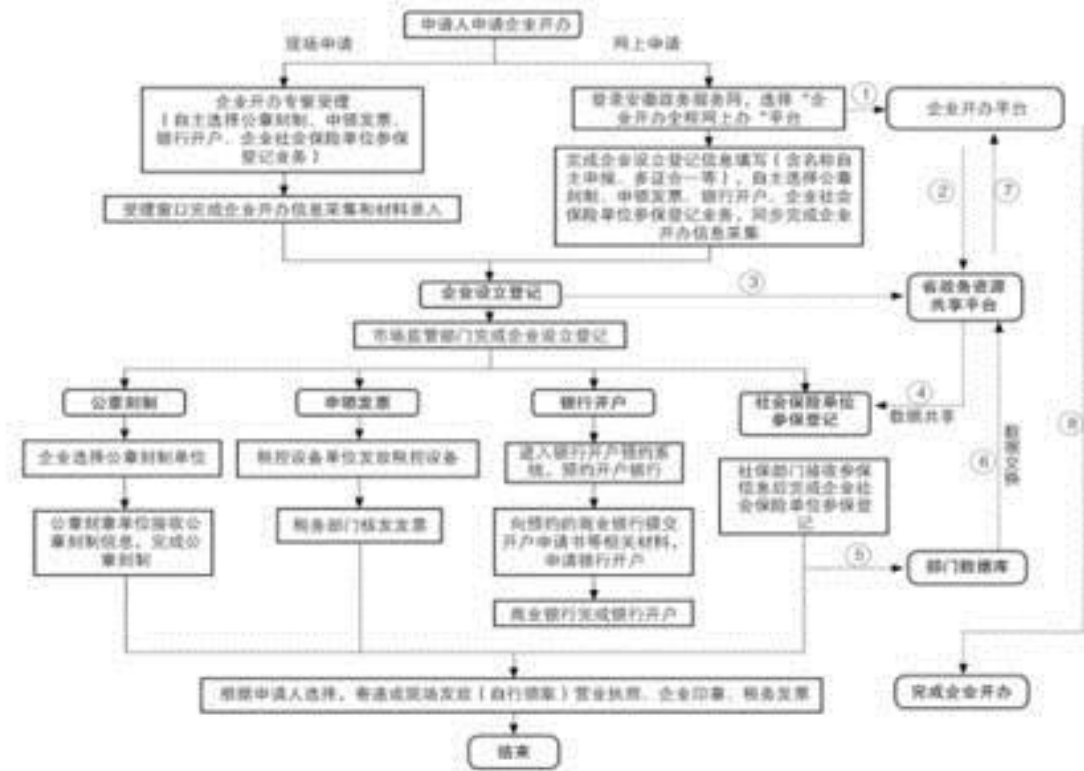 申请人申请企业开办
现场申请
网上申请
企业开办专窗受理
（自主选择公章刻制、申领发票、
银行开户、企业社会保险单位参保
登记业务）
登录安徽政务服务网，选择“企
业开办全程网上办”平台
①
企业开办平台
受理窗口完成企业开办信息采集和材料录入
完成企业设立登记信息填写（含名称自
主申报、多证合一等），自主选择公章
刻制、申领发票、银行开户、企业社会
保险单位参保登记业务，同步完成企业
开办信息采集
②
⑦
企业设立登记
③
省政务资源
共享平台
市场监管部门完成企业设立登记
公章刻制
申领发票
银行开户
社会保险单位
参保登记
④
数据共享
⑧
企业选择公章刻制单位
税控设备单位发放税控设备
进入银行开户预约系
统，预约开户银行
社保部门接收参保
信息后完成企业社
会保险单位参保登
记
⑥
数据交换
公章刻章单位接收公
章刻制信息，完成公
章刻制
税务部门核发发票
向预约的商业银行提交
开户申请书等相关材料，
申请银行开户
⑤
部门数据库
商业银行完成银行开户
根据申请人选择，寄递或现场发放（自行领取）营业执照、企业印章、税务发票
完成企业开办
结束